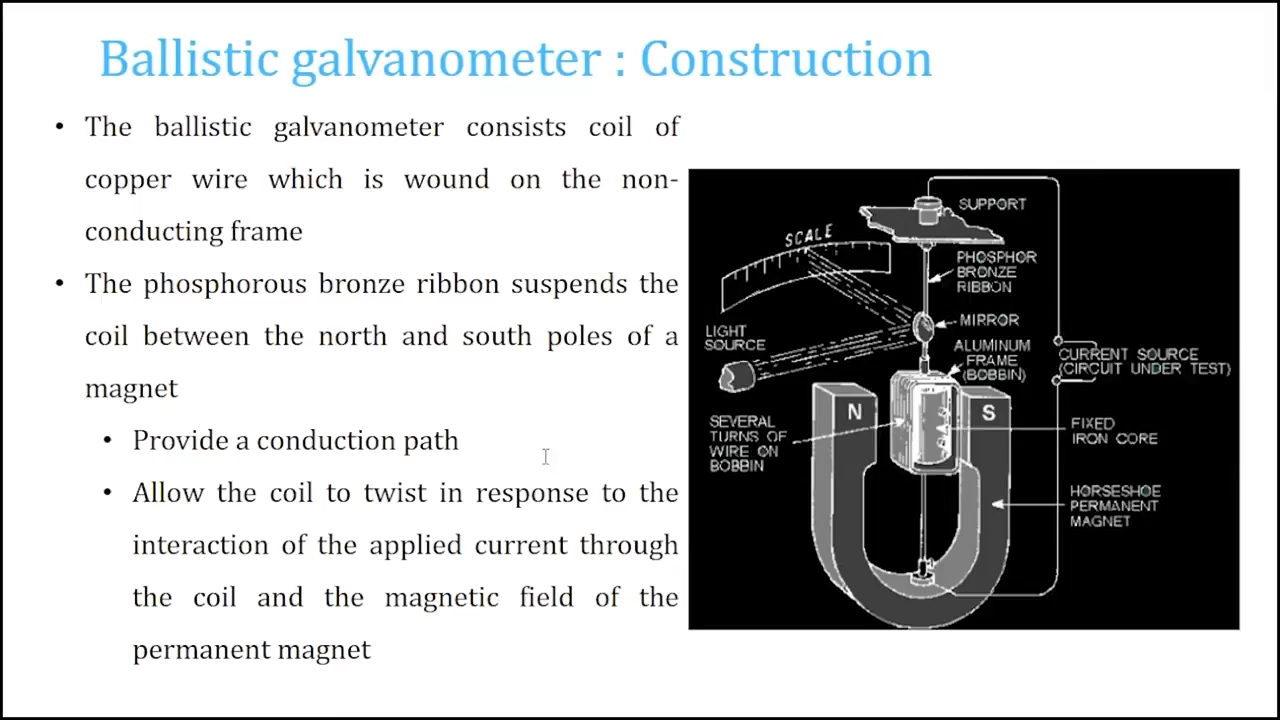 Ballistic galvanometer : Construction
• The ballistic galvanometer consists coil of
copper wire which is wound on the non-
conducting frame
• The phosphorous bronze ribbon suspends the
coil between the north and south poles of a
magnet
• Provide a conduction path
• Allow the coil to twist in response to the
interaction of the applied current through
the coil and the magnetic field of the
permanent magnet
SUPPORT
SCALE
PHOSPHOR
BRONZE
RIBBON
MIRROR
LIGHT
SOURCE
ALUMINUM
FRAME
(BOBBIN)
CURRENT SOURCE
(CIRCUIT UNDER TEST)
N
S
SEVERAL
TURNS OF
WIRE ON
BOBBIN
FIXED
IRON CORE
HORSESHOE
PERMANENT
MAGNET